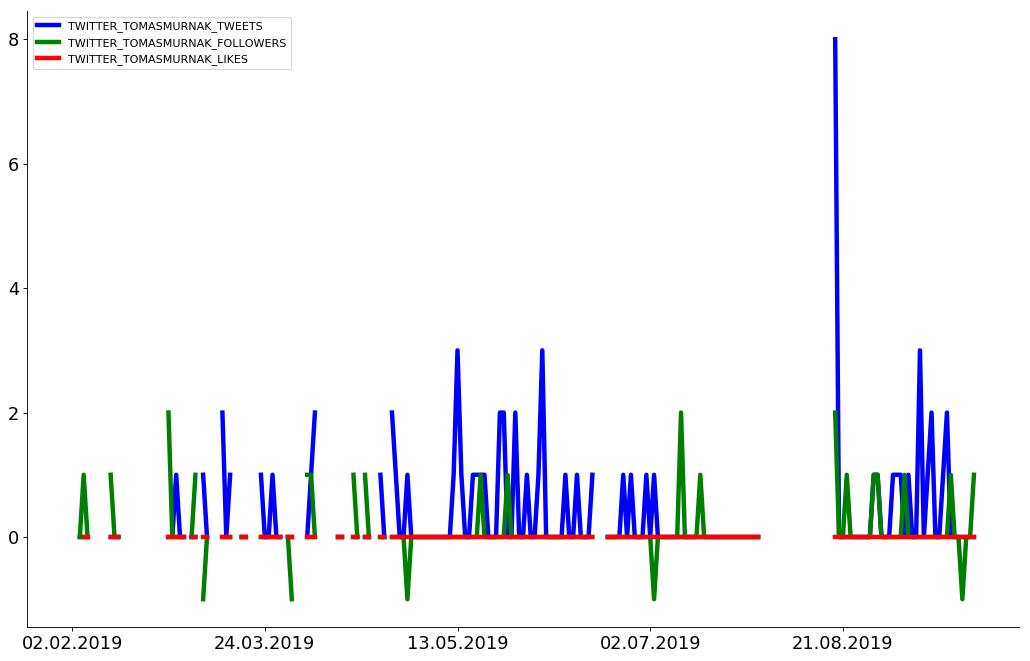 TWITTER_TOMASMURNAK_TWEETS
TWITTER_TOMASMURNAK_FOLLOWERS
TWITTER_TOMASMURNAK_LIKES
8
6
4
2
0
02.02.2019 24.03.2019 13.05.2019 02.07.2019 21.08.2019